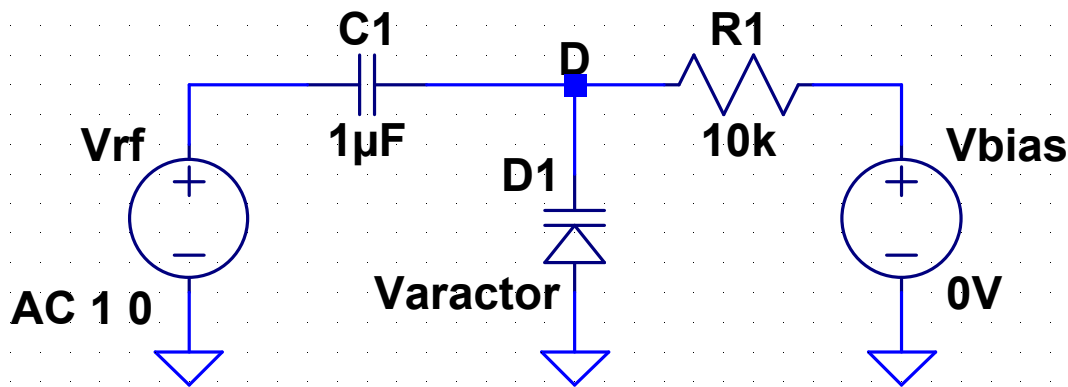 C1
D
R1
Vrf
1µF
10k
Vbias
D1
Varactor
AC 1 0
0V